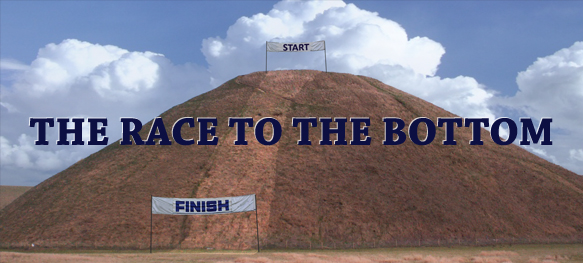 START
THE RACE TO THE BOTTOM
FINISH